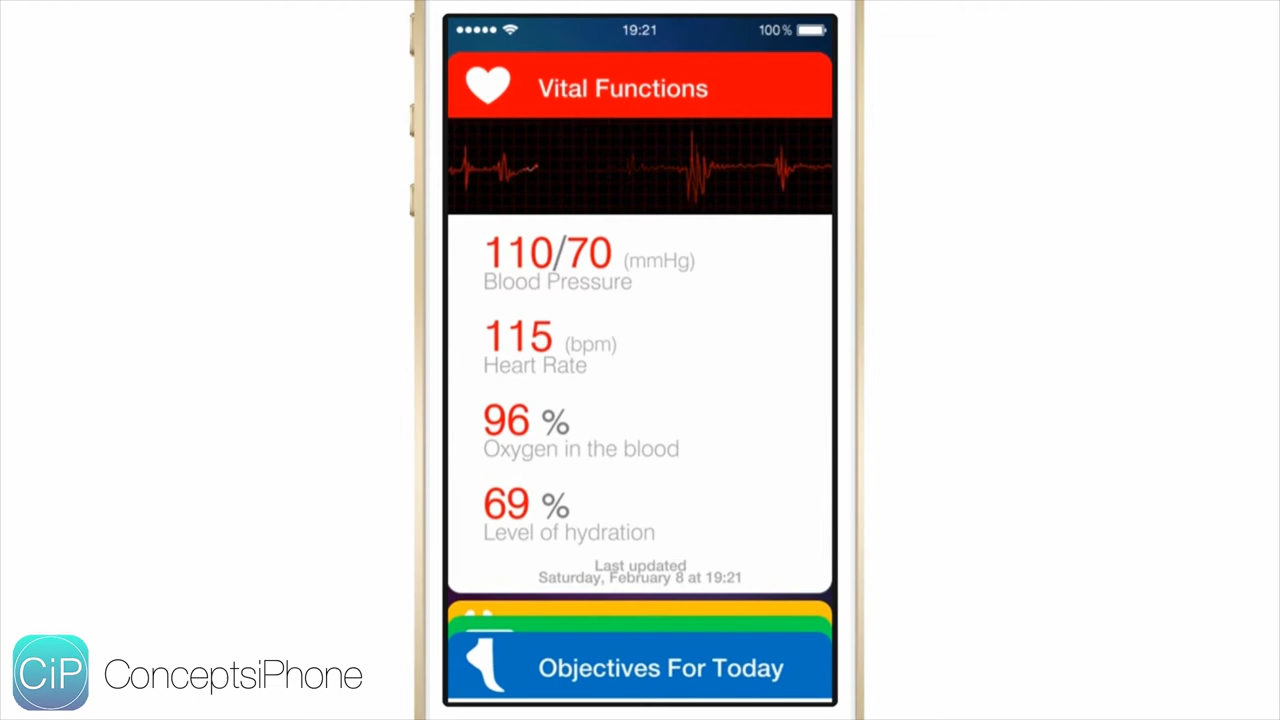 19:21
100 %
Vital Functions
110/70 (mmHg)
Blood Pressure
115 (bpm)
Heart Rate
96 %
Oxygen in the blood
69 %
Level of hydration
Last updated
Saturday, February 8 at 19:21
Objectives For Today
CiP ConceptsiPhone